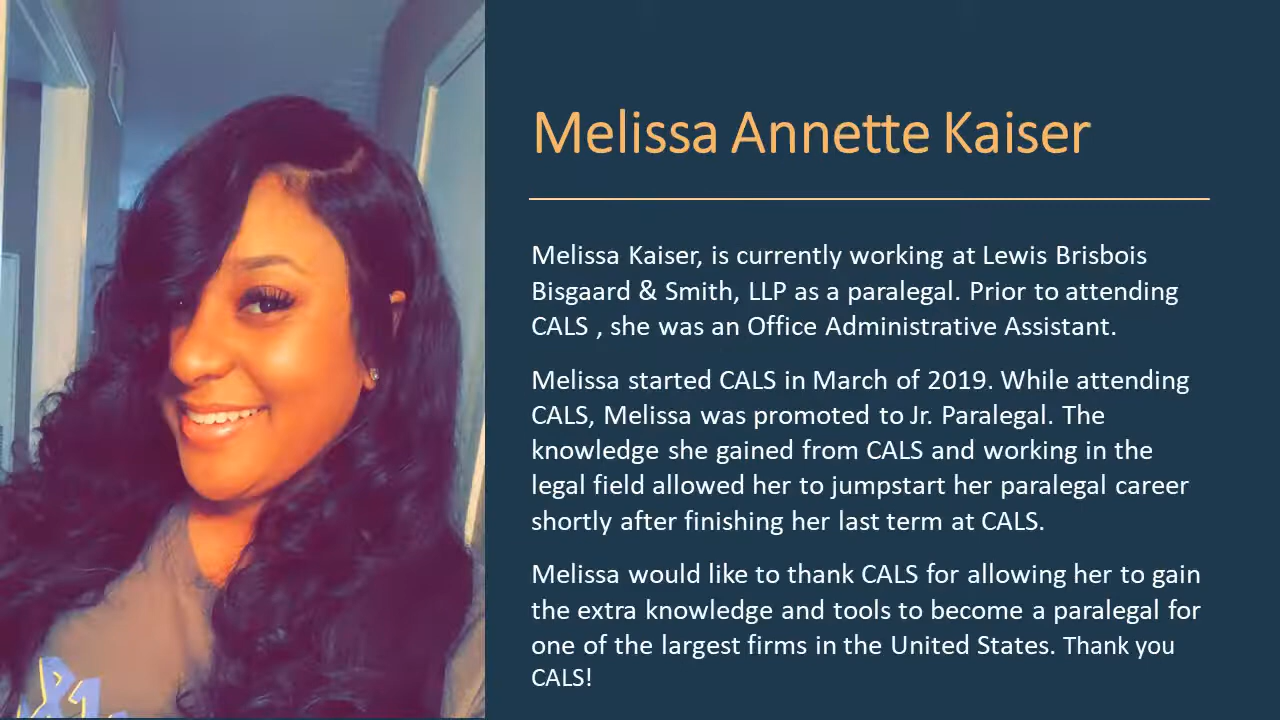 Melissa Annette Kaiser
Melissa Kaiser, is currently working at Lewis Brisbois
Bisgaard & Smith, LLP as a paralegal. Prior to attending
CALS , she was an Office Administrative Assistant.
Melissa started CALS in March of 2019. While attending
CALS, Melissa was promoted to Jr. Paralegal. The
knowledge she gained from CALS and working in the
legal field allowed her to jumpstart her paralegal career
shortly after finishing her last term at CALS.
Melissa would like to thank CALS for allowing her to gain
the extra knowledge and tools to become a paralegal for
one of the largest firms in the United States. Thank you
CALS!